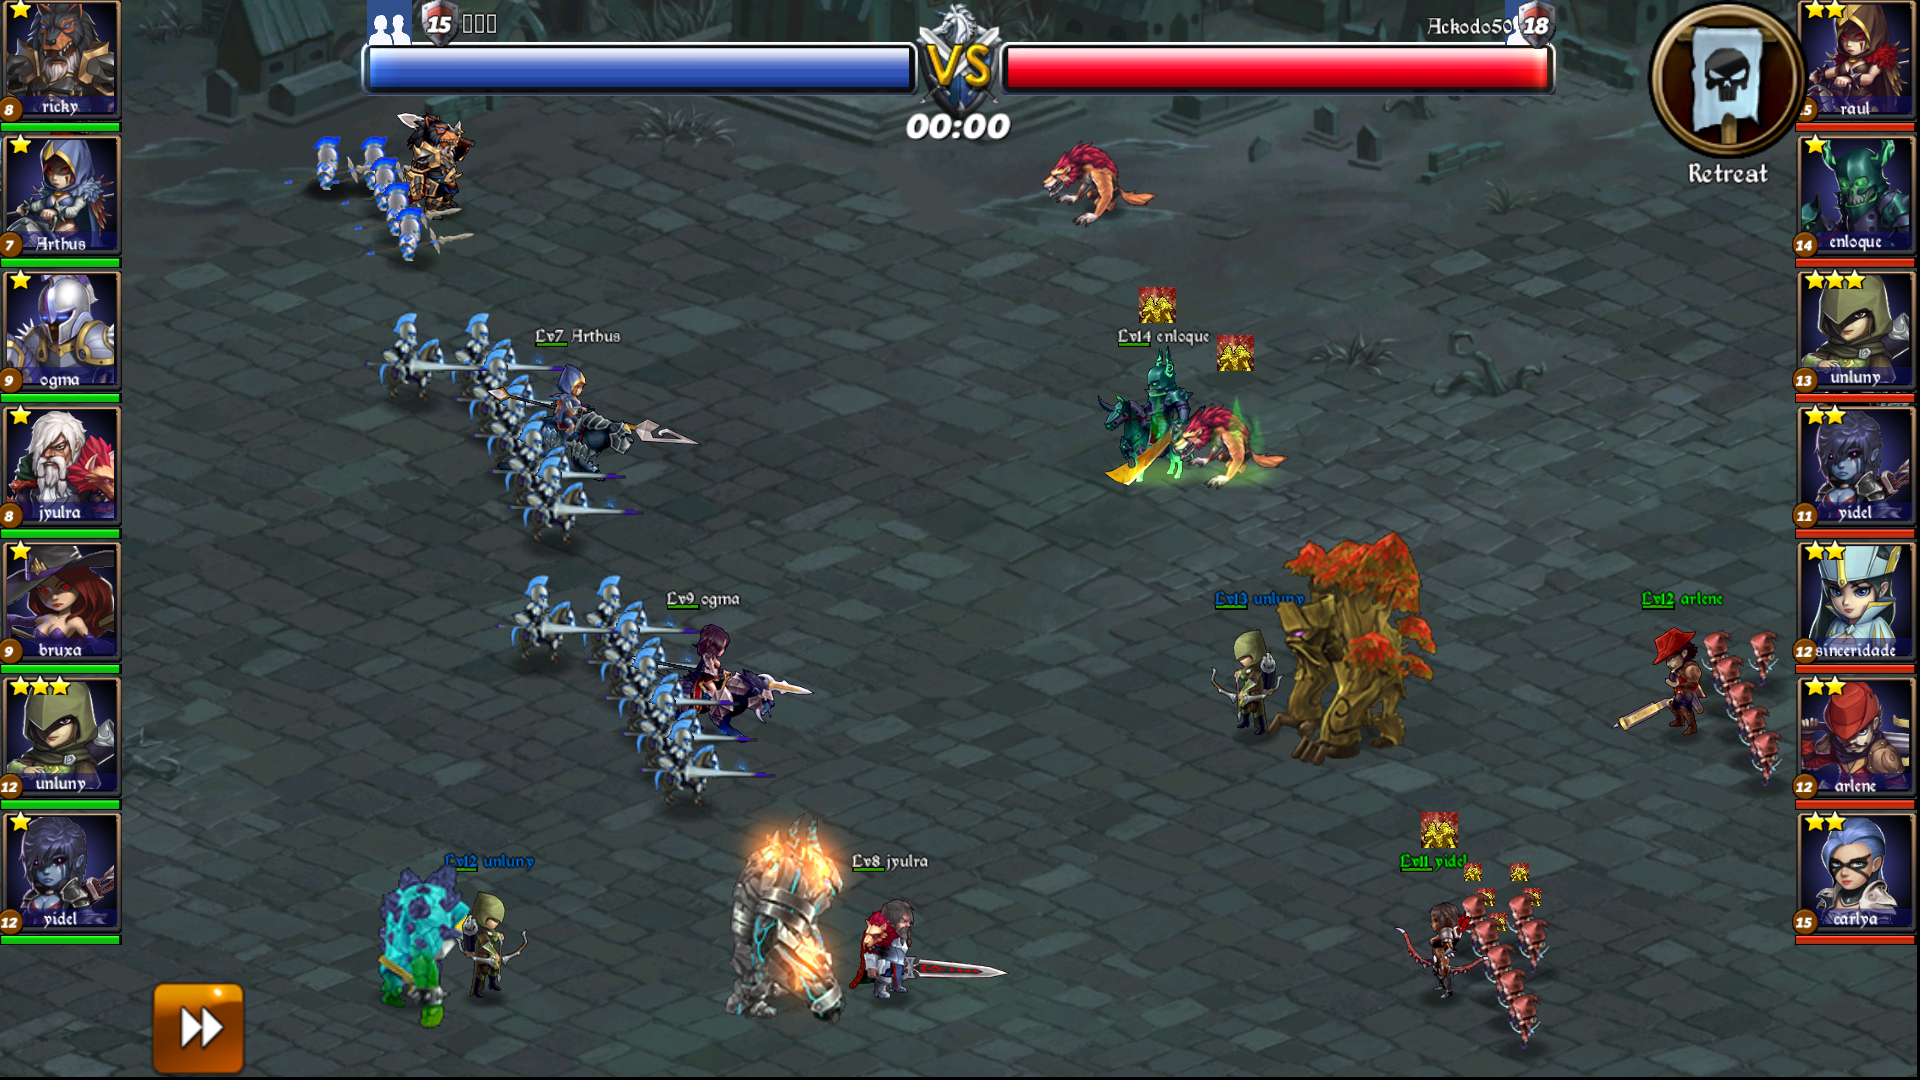 15
VS
Ackodo50
18
00:00
Retreat
8 ricky
7 Arthus
9 ogma
8 jyulra
9 bruxa
12 unluny
12 yidel
raul
14 enloque
13 unluny
11 yidel
12 sinceridade
12 arlene
15 carlya
Lv7 Arthus
Lv14 enloque
Lv9 ogma
Lv13 unluny
Lv12 arlene
Lv12 unluny
Lv8 jyulra
Lv11 yidel